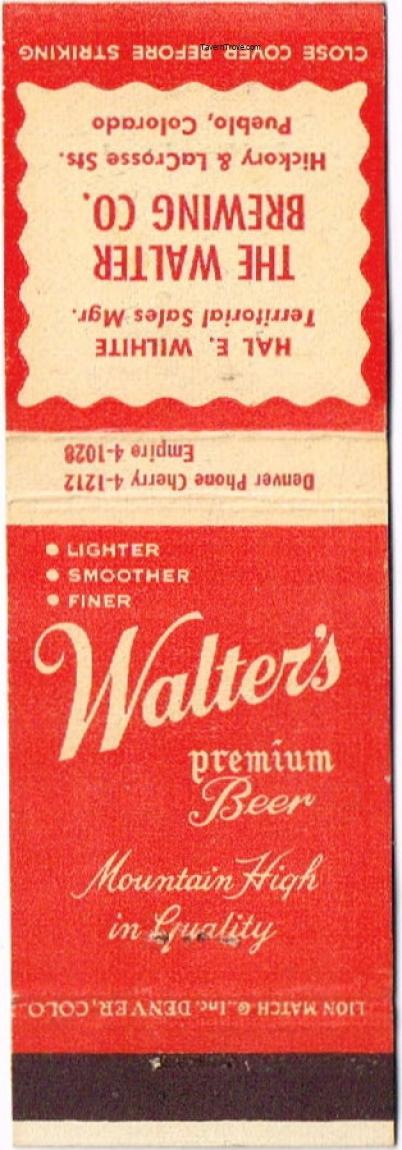 TavernTrove.com
CLOSE COVER BEFORE STRIKING
HAL E. WILHITE
Territorial Sales Mgr.
THE WALTER
BREWING CO.
Hickory & LaCrosse Sts.
Pueblo, Colorado
Denver Phone Cherry 4-1212
Empire 4-1028
● LIGHTER
● SMOOTHER
● FINER
Walter's
premium
Beer
Mountain High
in Quality
LION MATCH Co., Inc. DENVER, COLO.